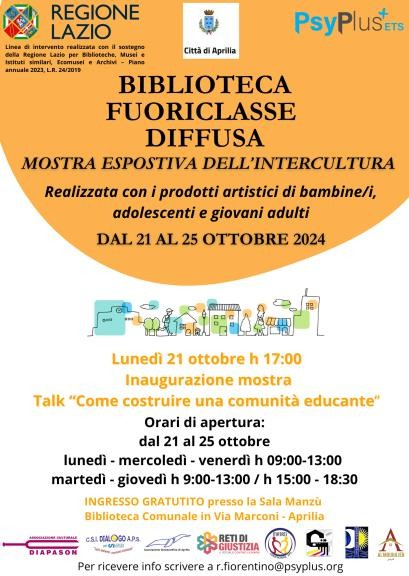 REGIONE
LAZIO
Linea di intervento realizzata con il sostegno
della Regione Lazio per Biblioteche, Musei e
Istituti similari, Ecomusei e Archivi – Piano
annuale 2023, L.R. 24/2019
Città di Aprilia
PsyPlus+
ETS
BIBLIOTECA
FUORICLASSE
DIFFUSA
MOSTRA ESPOSTIVA DELL'INTERCULTURA
Realizzata con i prodotti artistici di bambine/i,
adolescenti e giovani adulti
DAL 21 AL 25 OTTOBRE 2024
Lunedì 21 ottobre h 17:00
Inaugurazione mostra
Talk “Come costruire una comunità educante”
Orari di apertura:
dal 21 al 25 ottobre
lunedì - mercoledì - venerdì h 09:00-13:00
martedì - giovedì h 9:00-13:00 / h 15:00 - 18:30
INGRESSO GRATUTITO presso la Sala Manzù
Biblioteca Comunale in Via Marconi - Aprilia
ASSOCIAZIONE CULTURALE
DIAPASON
C.S.I. DIALOGO A.P.S.
RETI DI
GIUSTIZIA
Per ricevere info scrivere a r.fiorentino@psyplus.org